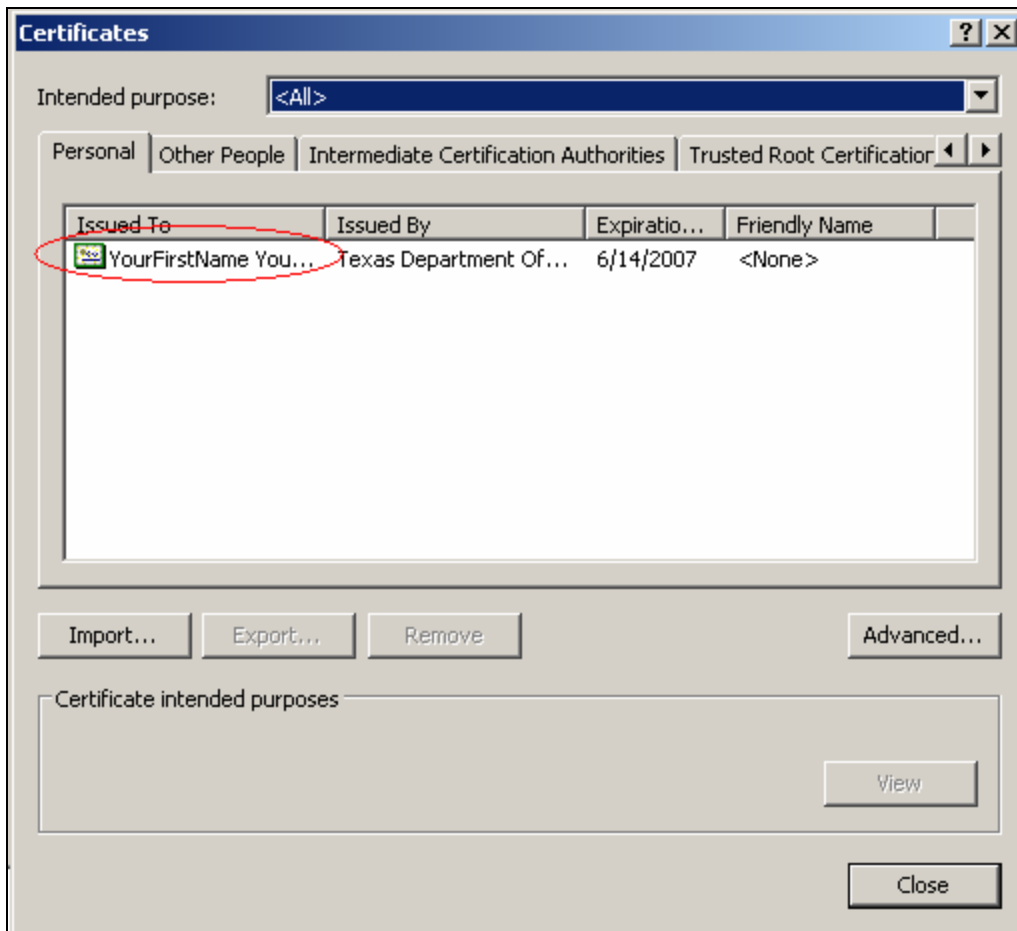 Certificates
Intended purpose: <All>
Personal Other People Intermediate Certification Authorities Trusted Root Certification
Issued To Issued By Expiratio... Friendly Name
YourFirstName You... Texas Department Of... 6/14/2007 <None>
Import... Export... Remove Advanced...
Certificate intended purposes
View
Close